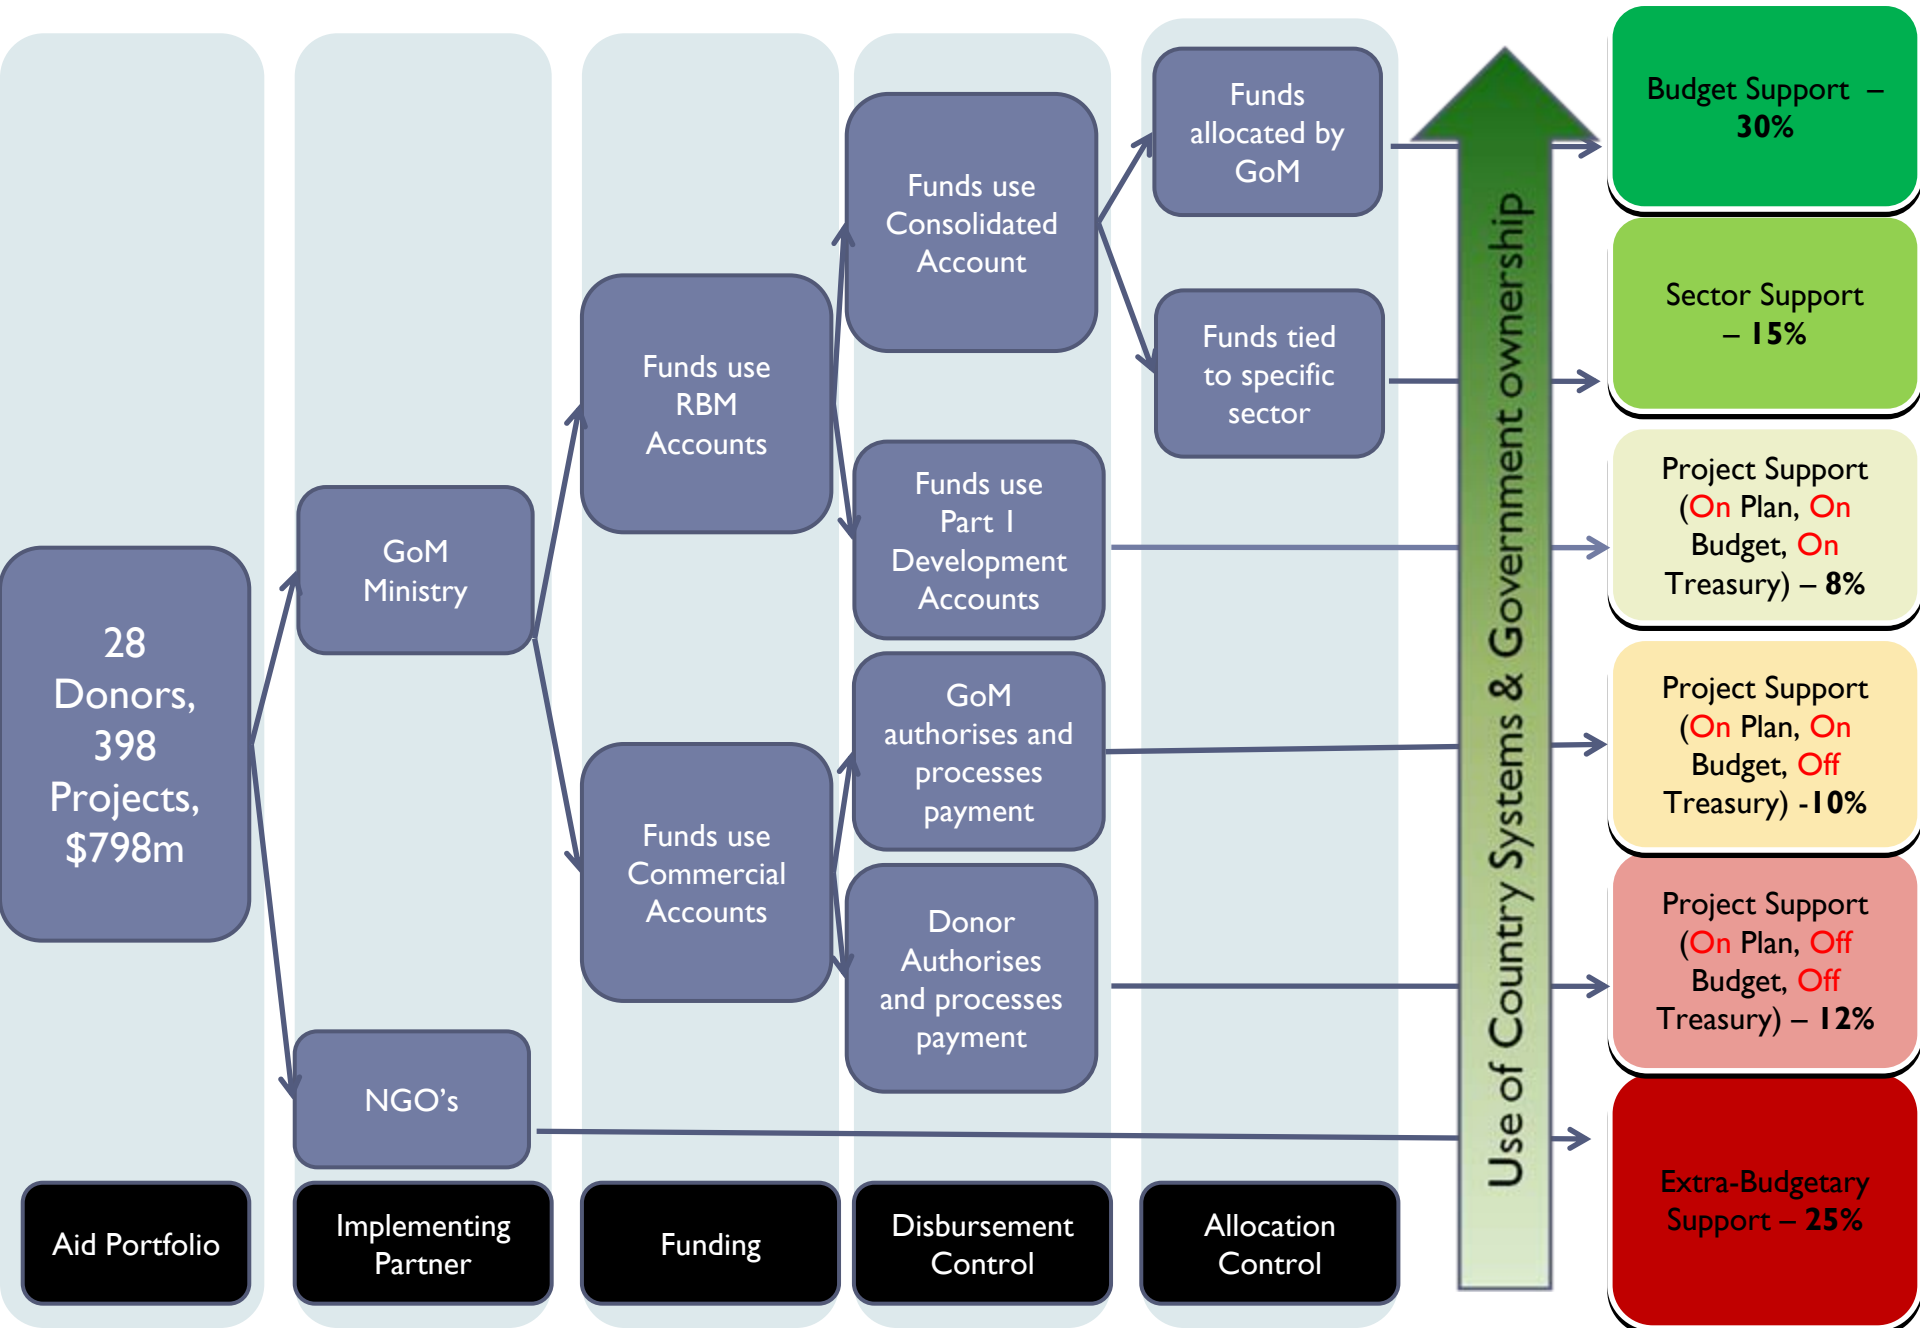 28
Donors,
398
Projects,
$798m
GoM
Ministry
NGO’s
Funds use
RBM
Accounts
Funds use
Commercial
Accounts
Funds use
Consolidated
Account
Funds use
Part 1
Development
Accounts
GoM
authorises and
processes
payment
Donor
Authorises
and processes
payment
Funds
allocated by
GoM
Funds tied
to specific
sector
Use of Country Systems & Government ownership
Budget Support –
30%
Sector Support
– 15%
Project Support
(On Plan, On
Budget, On
Treasury) – 8%
Project Support
(On Plan, On
Budget, Off
Treasury) -10%
Project Support
(On Plan, Off
Budget, Off
Treasury) – 12%
Extra-Budgetary
Support – 25%
Aid Portfolio
Implementing
Partner
Funding
Disbursement
Control
Allocation
Control